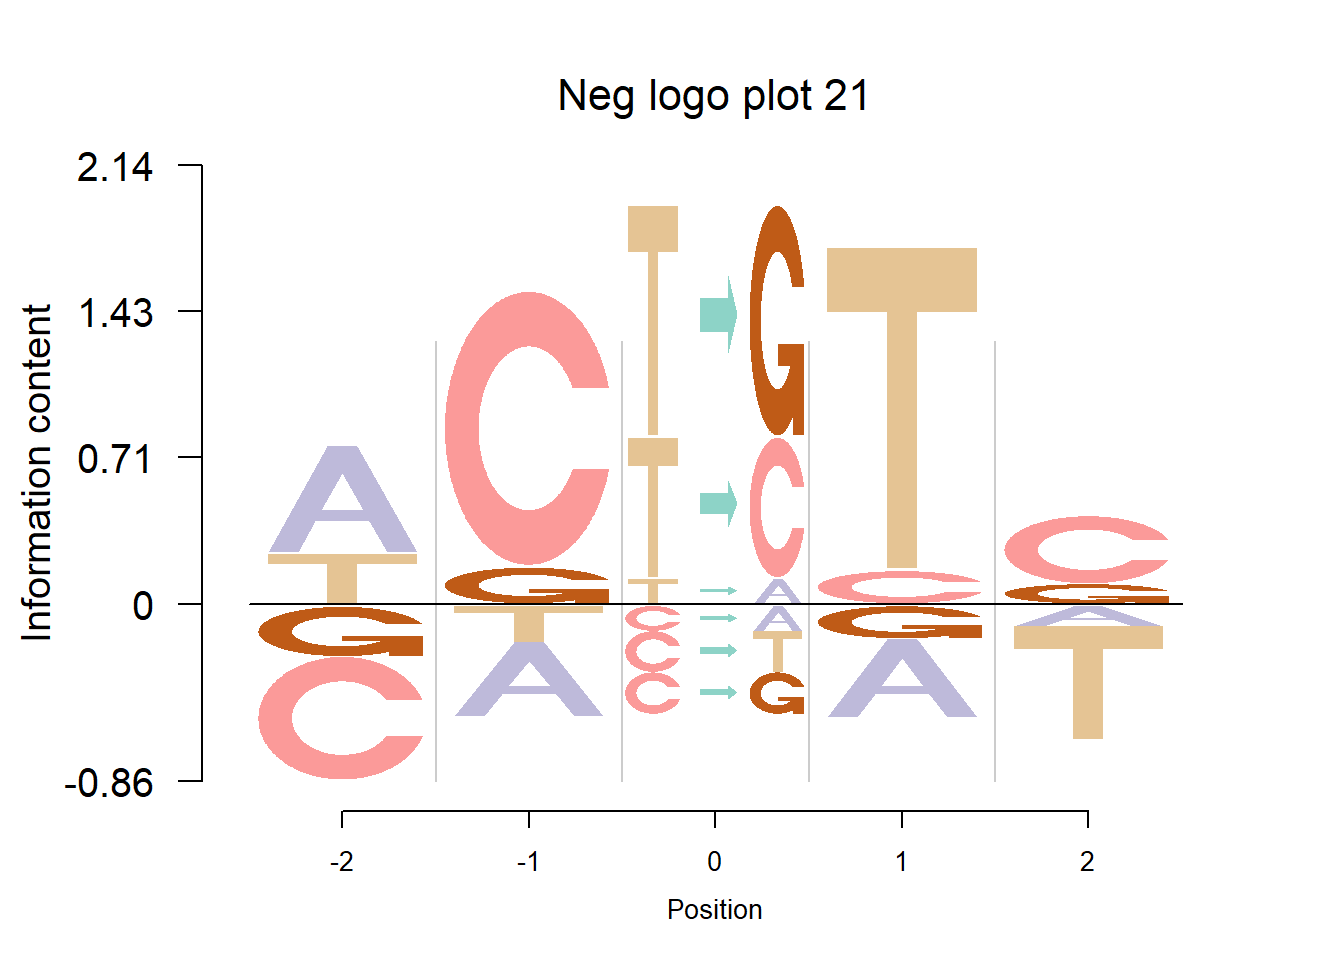 Neg logo plot 21
Information content
2.14
1.43
0.71
0
-0.86
A T G C
C G T A
T → G
T → C
T → A
C → A
C → T
C → G
T C G A
C G A T
-2 -1 0 1 2
Position